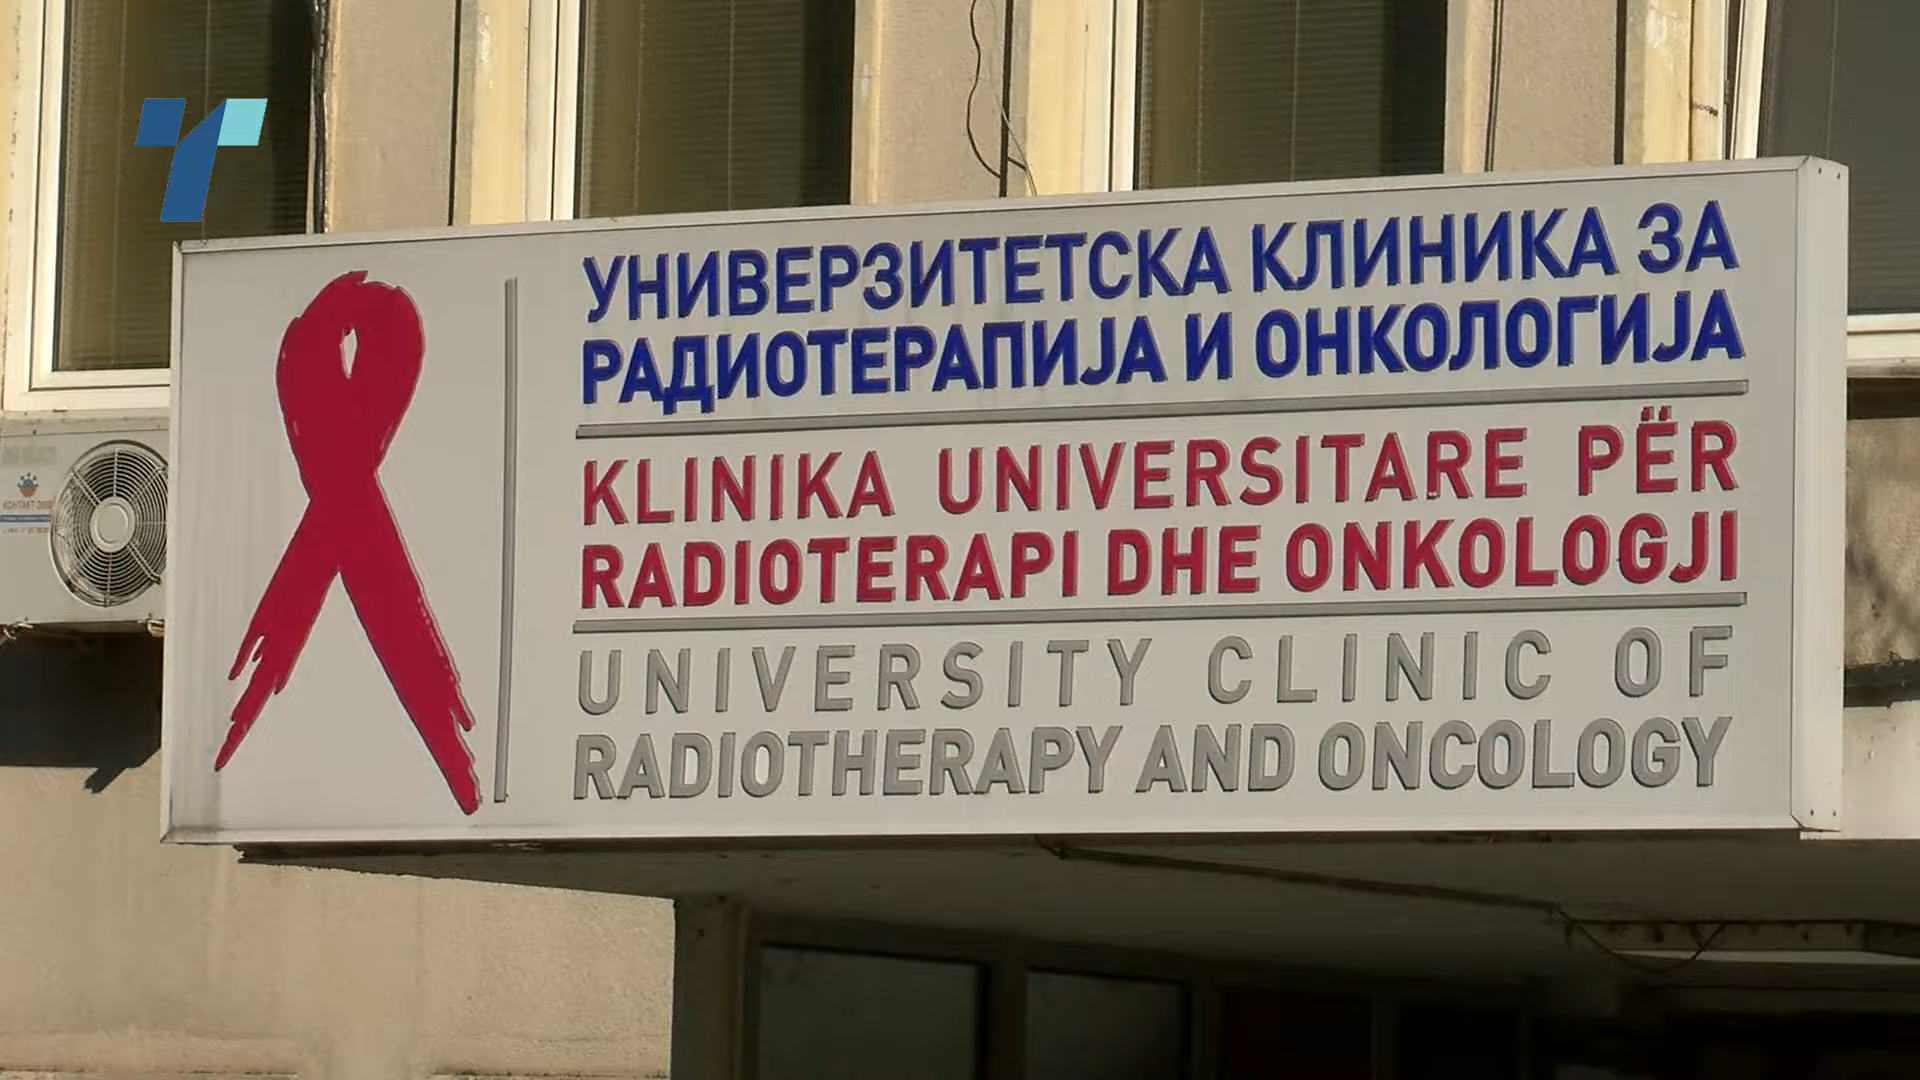 УНИВЕРЗИТЕТСКА КЛИНИКА ЗА
РАДИОТЕРАПИЈА И ОНКОЛОГИЈА
KLINIKA UNIVERSITARE PËR
RADIOTERAPI DHE ONKOLOGJI
UNIVERSITY CLINIC OF
RADIOTHERAPY AND ONCOLOGY